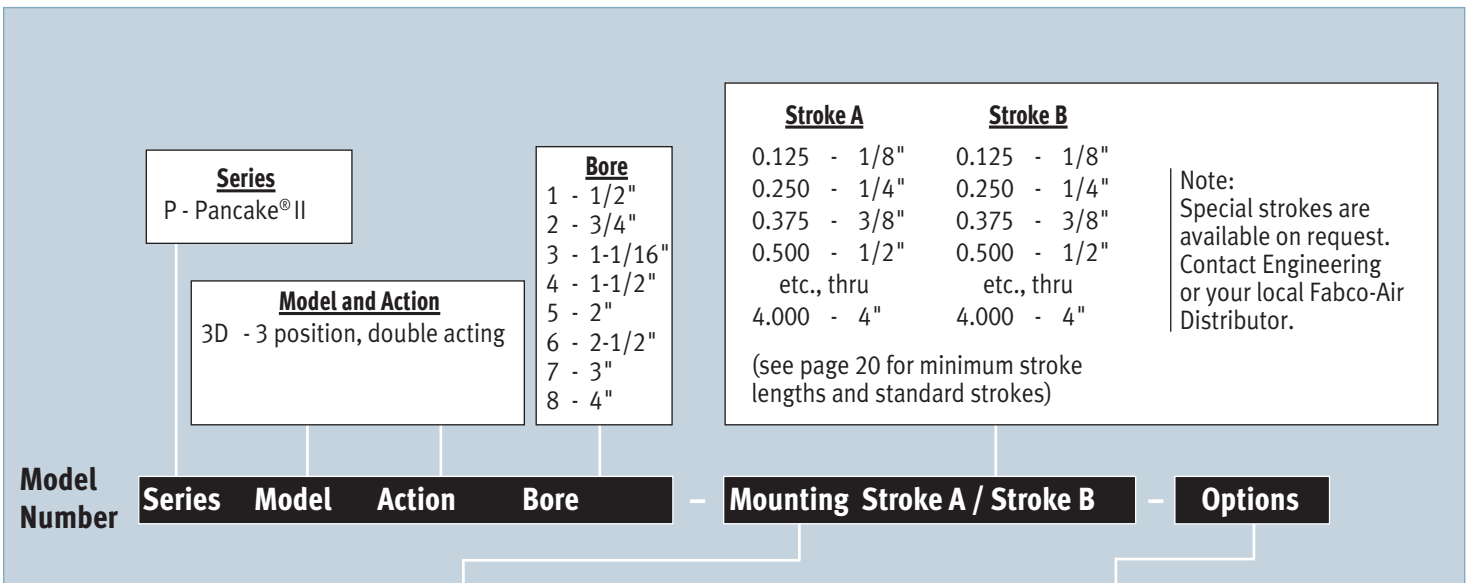 Series
P - Pancake® II
Model and Action
3D - 3 position, double acting
Bore
1 - 1/2"
2 - 3/4"
3 - 1-1/16"
4 - 1-1/2"
5 - 2"
6 - 2-1/2"
7 - 3"
8 - 4"
Stroke A Stroke B
0.125 - 1/8" 0.125 - 1/8"
0.250 - 1/4" 0.250 - 1/4"
0.375 - 3/8" 0.375 - 3/8"
0.500 - 1/2" 0.500 - 1/2"
etc., thru etc., thru
4.000 - 4" 4.000 - 4"
(see page 20 for minimum stroke
lengths and standard strokes)
Note:
Special strokes are
available on request.
Contact Engineering
or your local Fabco-Air
Distributor.
Model
Number
Series Model Action Bore – Mounting Stroke A / Stroke B – Options